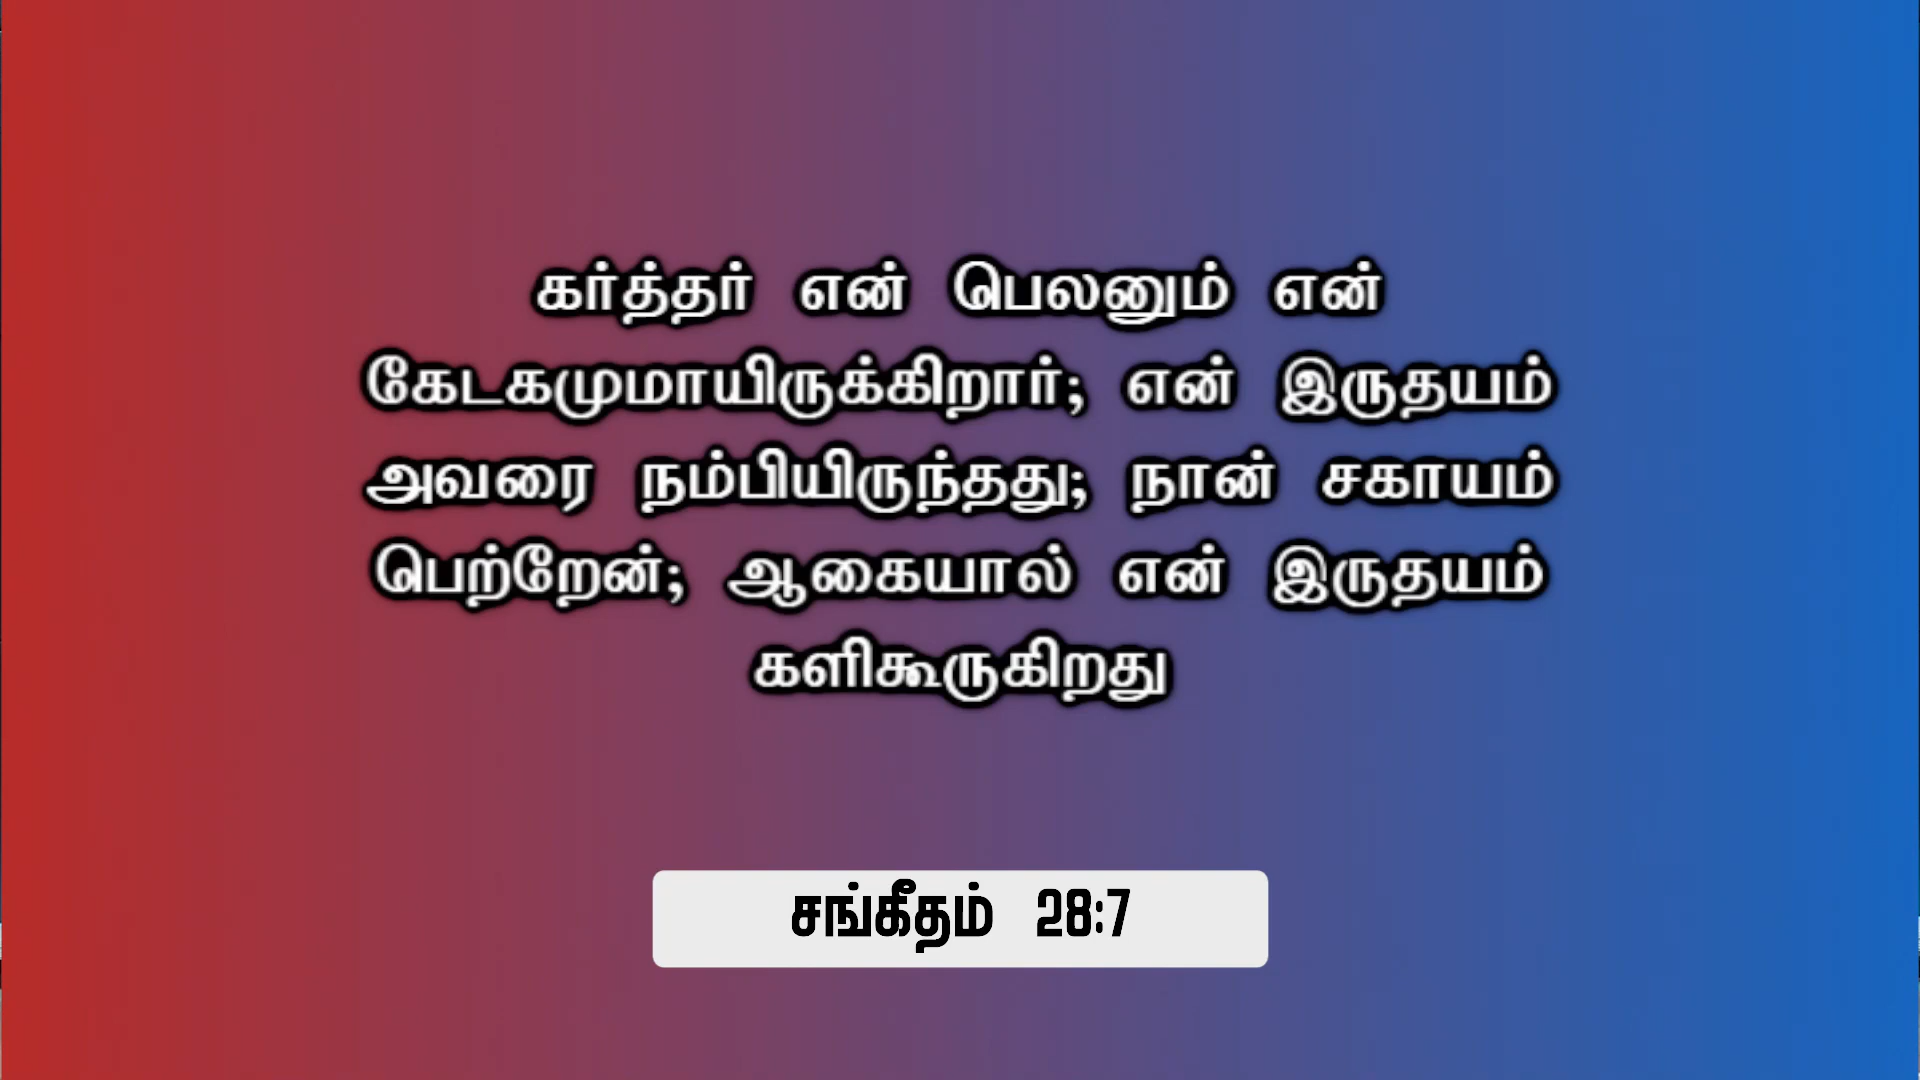 கர்த்தர் என் பெலனும் என்
கேடகமுமாயிருக்கிறார்; என் இருதயம்
அவரை நம்பியிருந்தது; நான் சகாயம்
பெற்றேன்; ஆகையால் என் இருதயம்
களிகூருகிறது
சங்கீதம் 28:7